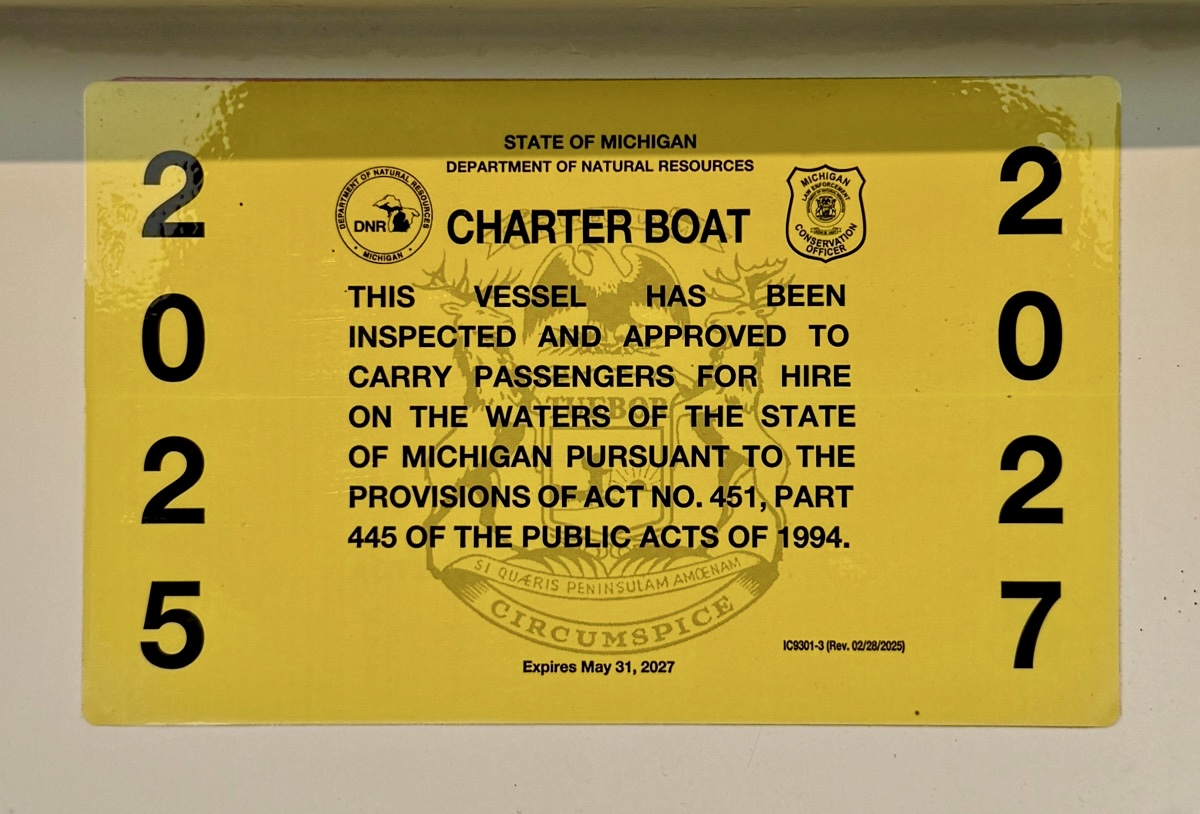 STATE OF MICHIGAN
DEPARTMENT OF NATURAL RESOURCES
DEPARTMENT OF NATURAL RESOURCES
DNR
MICHIGAN
CHARTER BOAT
MICHIGAN
LAW ENFORCEMENT
CONSERVATION
OFFICER
2
0
2
5
THIS VESSEL HAS BEEN
INSPECTED AND APPROVED TO
CARRY PASSENGERS FOR HIRE
ON THE WATERS OF THE STATE
OF MICHIGAN PURSUANT TO THE
PROVISIONS OF ACT NO. 451, PART
445 OF THE PUBLIC ACTS OF 1994.
2
0
2
7
TUEBOR
SI QUÆRIS PENINSULAM AMŒNAM
CIRCUMSPICE
IC9301-3 (Rev. 02/28/2025)
Expires May 31, 2027